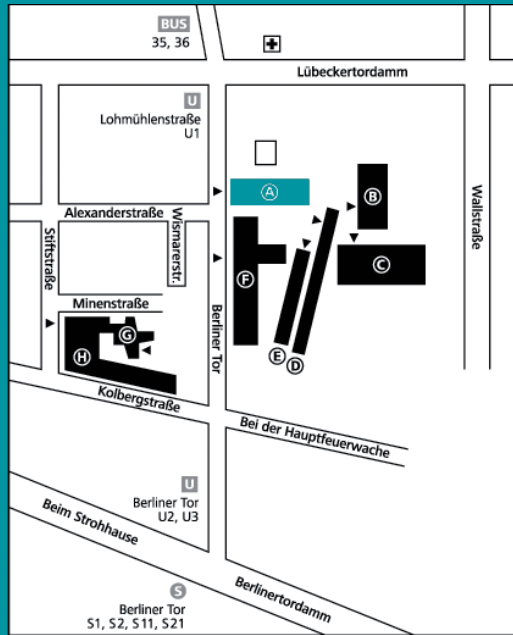 BUS
35, 36
Lübeckertordamm
U
Lohmühlenstraße
U1
A
B
Alexanderstraße
Wismarerstr.
Wallstraße
Stiftstraße
F
C
Minenstraße
Berliner Tor
G
H
E
D
Kolbergstraße
Bei der Hauptfeuerwache
U
Berliner Tor
U2, U3
Beim Strohhause
Berlinertordamm
S
Berliner Tor
S1, S2, S11, S21